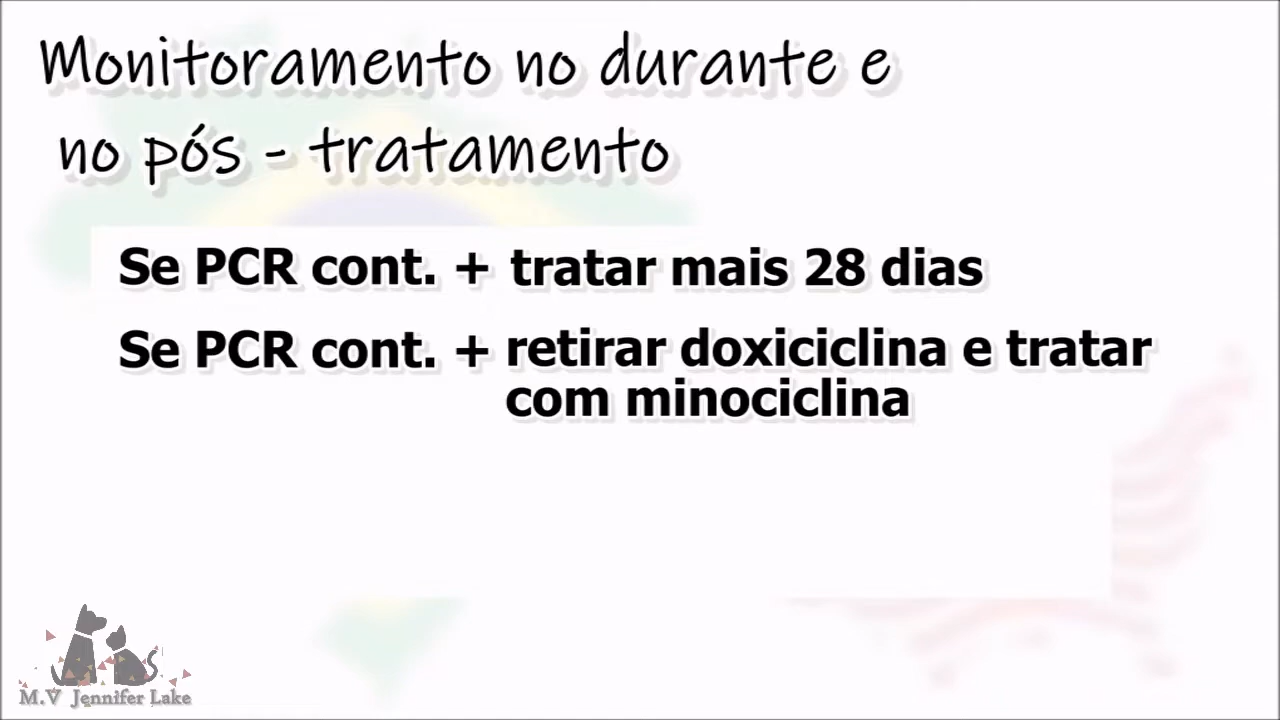 Monitoramento no durante e
no pós - tratamento
Se PCR cont. + tratar mais 28 dias
Se PCR cont. + retirar doxiciclina e tratar
com minociclina
M.V Jennifer Lake